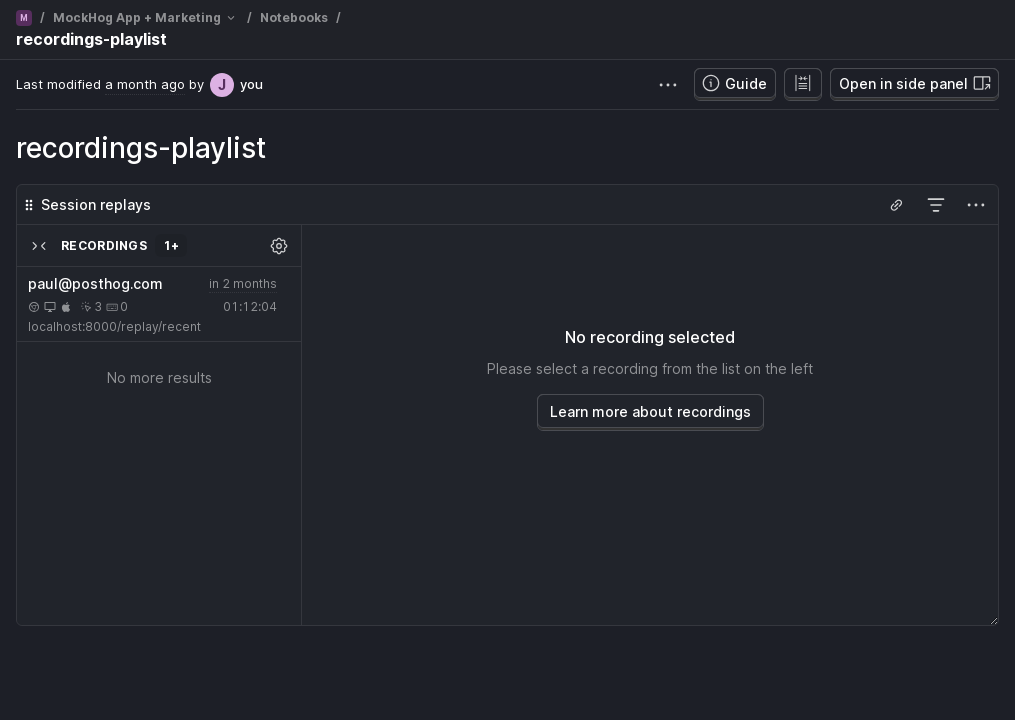 M / MockHog App + Marketing / Notebooks /
recordings-playlist
Last modified a month ago by J you
Guide
Open in side panel
recordings-playlist
Session replays
RECORDINGS 1+
paul@posthog.com in 2 months
3 0 01:12:04
localhost:8000/replay/recent
No more results
No recording selected
Please select a recording from the list on the left
Learn more about recordings